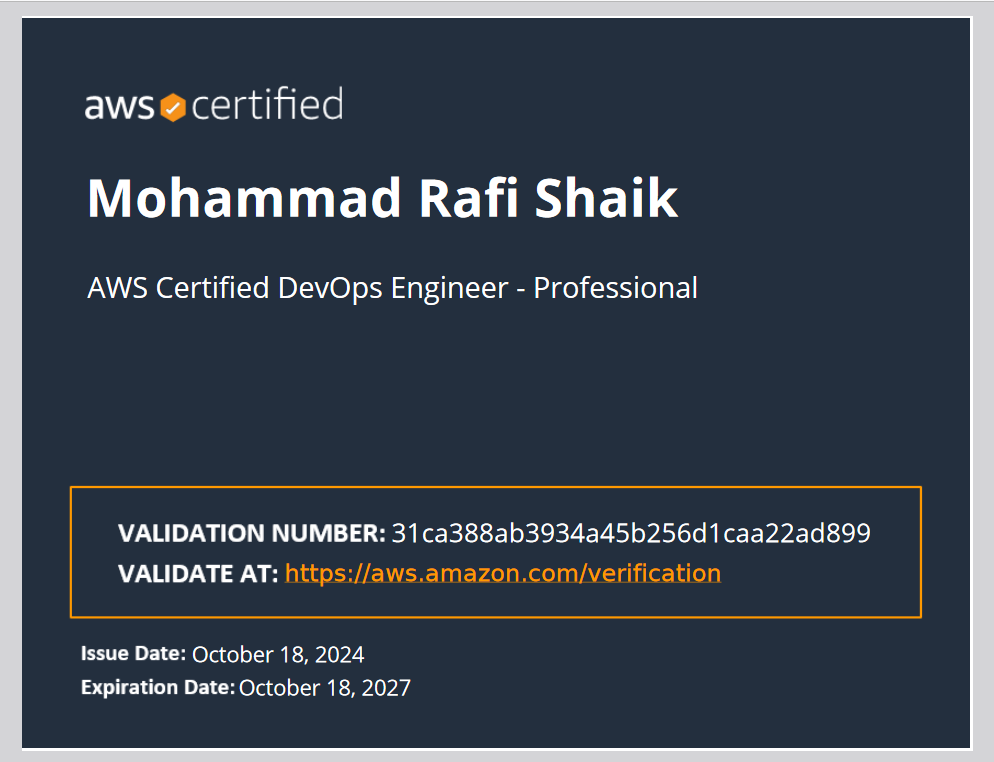 aws certified
Mohammad Rafi Shaik
AWS Certified DevOps Engineer - Professional
VALIDATION NUMBER: 31ca388ab3934a45b256d1caa22ad899
VALIDATE AT: https://aws.amazon.com/verification
Issue Date: October 18, 2024
Expiration Date: October 18, 2027